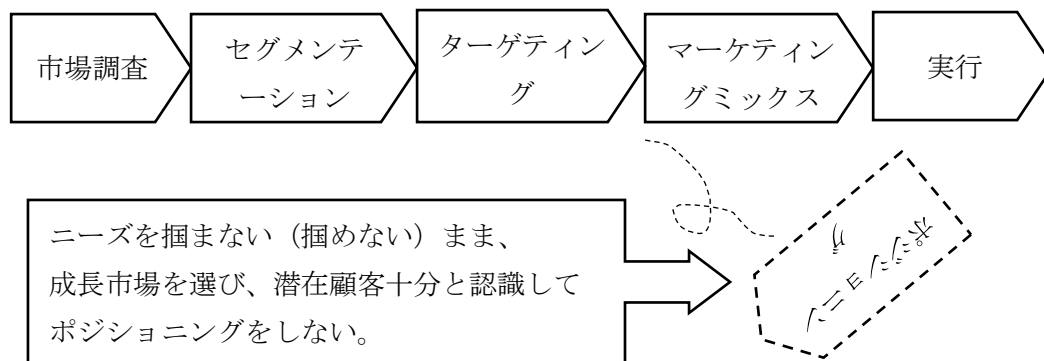 市場調査
セグメンテ
ーション
ターゲティン
グ
マーケティン
グミックス
実行
ニーズを掴まない（掴めない）まま、
成長市場を選び、潜在顧客十分と認識して
ポジショニングをしない。
ポジショニン
グ